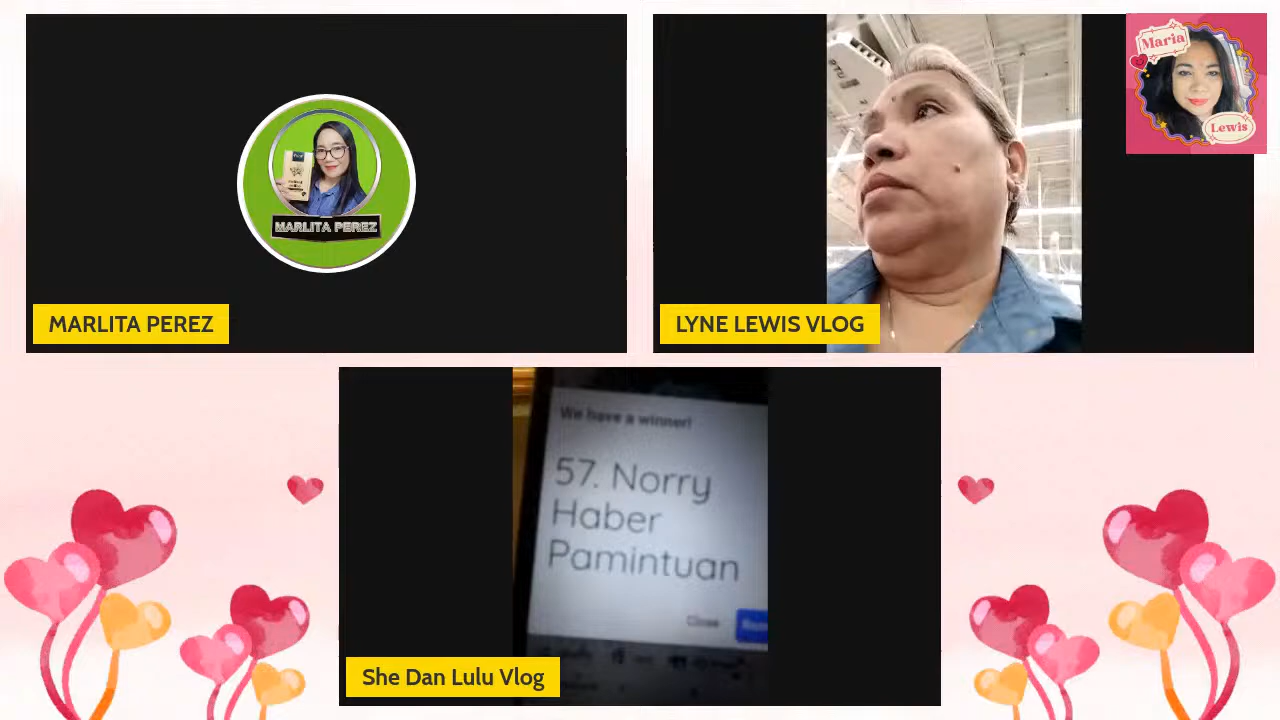 MARLITA PEREZ
MARLITA PEREZ
LYNE LEWIS VLOG
Maria
Lewis
We have a winner!
57. Norry
Haber
Pamintuan
Close
She Dan Lulu Vlog